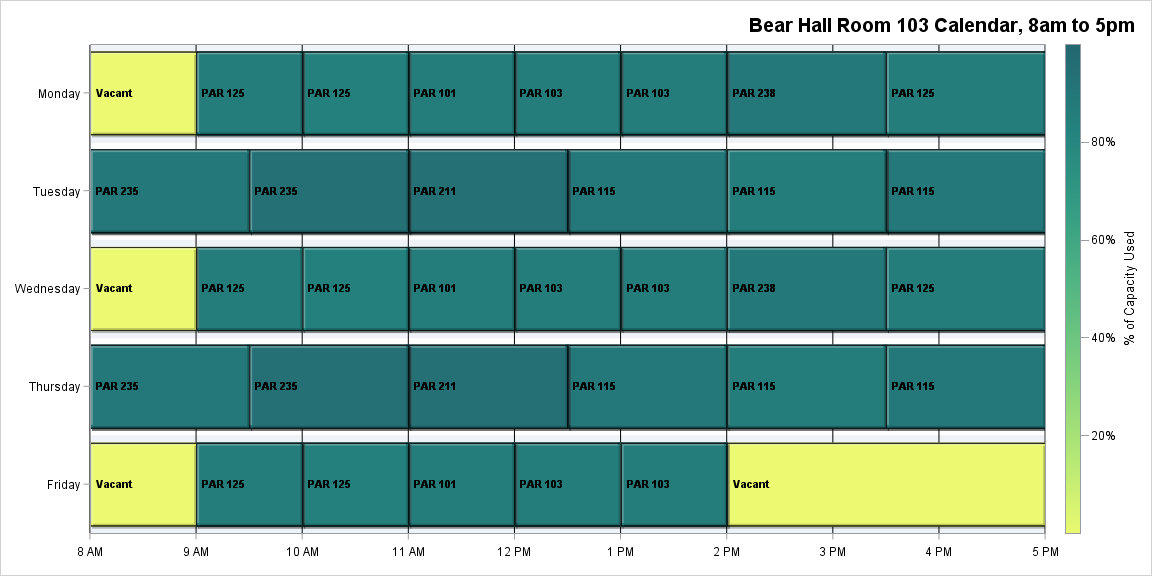 Bear Hall Room 103 Calendar, 8am to 5pm
Monday
Vacant
PAR 125
PAR 125
PAR 101
PAR 103
PAR 103
PAR 238
PAR 125
Tuesday
PAR 235
PAR 235
PAR 211
PAR 115
PAR 115
PAR 115
Wednesday
Vacant
PAR 125
PAR 125
PAR 101
PAR 103
PAR 103
PAR 238
PAR 125
Thursday
PAR 235
PAR 235
PAR 211
PAR 115
PAR 115
PAR 115
Friday
Vacant
PAR 125
PAR 125
PAR 101
PAR 103
PAR 103
Vacant
8 AM
9 AM
10 AM
11 AM
12 PM
1 PM
2 PM
3 PM
4 PM
5 PM
80%
60%
40%
20%
% of Capacity Used